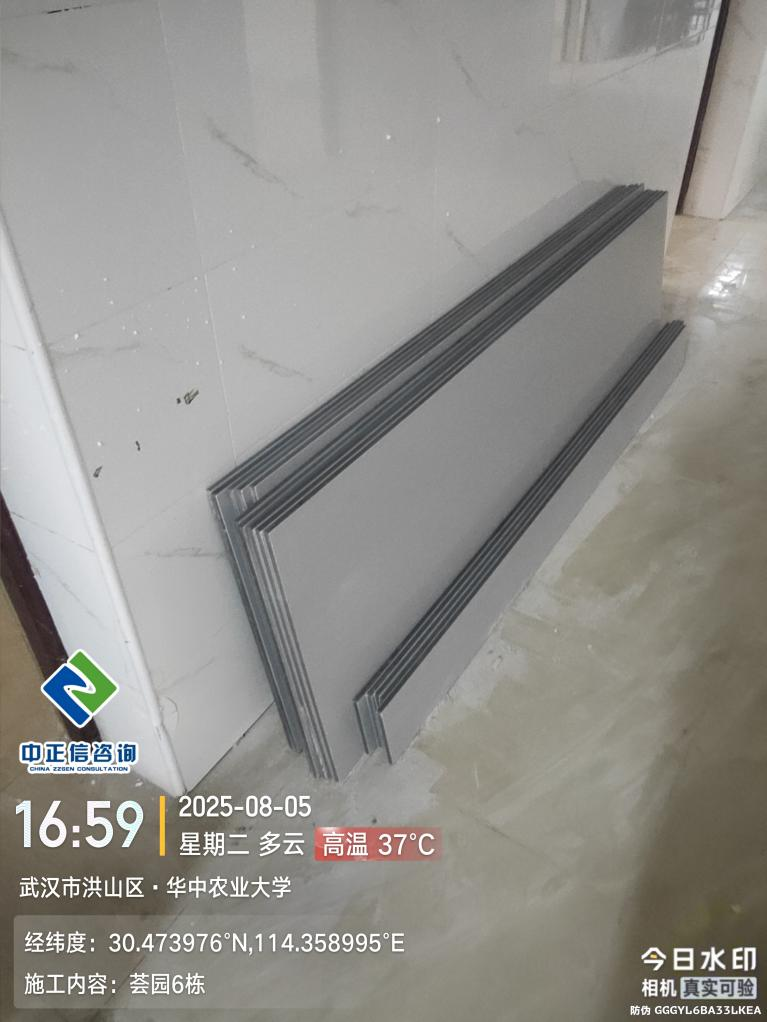 中正信咨询
CHINA ZZGEN CONSULTATION
16:59
2025-08-05
星期二 多云 高温 37°C
武汉市洪山区·华中农业大学
经纬度：30.473976°N,114.358995°E
施工内容：荟园6栋
今日水印
相机 真实可验
防伪 GGGYL6BA33LKEA